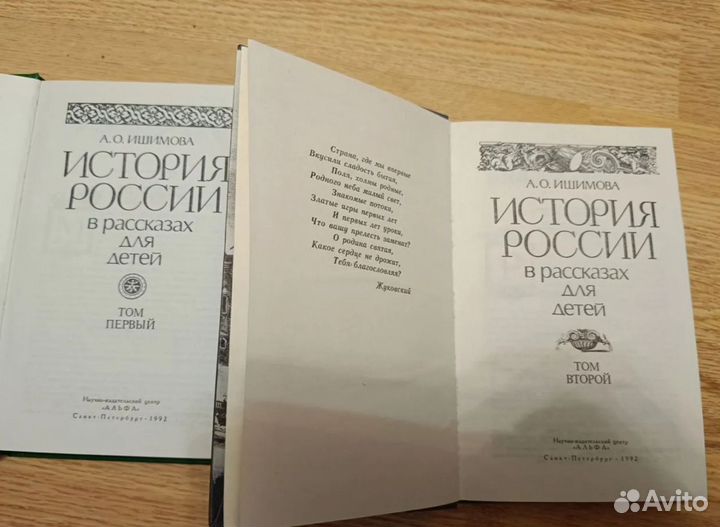 А. О. ИШИМОВА
ИСТОРИЯ
РОССИИ
в рассказах
для
детей
ТОМ
ПЕРВЫЙ
Научно-издательский центр
«АЛЬФА»
Санкт-Петербург - 1992
Страна, где мы впервые
Вкусили сладость бытия,
Поля, холмы родные,
Родного неба милый свет,
Знакомые потоки,
Златые игры первых лет
И первых лет уроки,
Что вашу прелесть заменит?
О родина святая,
Какое сердце не дрожит,
Тебя благословляя?
Жуковский
А. О. ИШИМОВА
ИСТОРИЯ
РОССИИ
в рассказах
для
детей
ТОМ
ВТОРОЙ
Научно-издательский центр
«АЛЬФА»
Санкт-Петербург - 1992
Avito